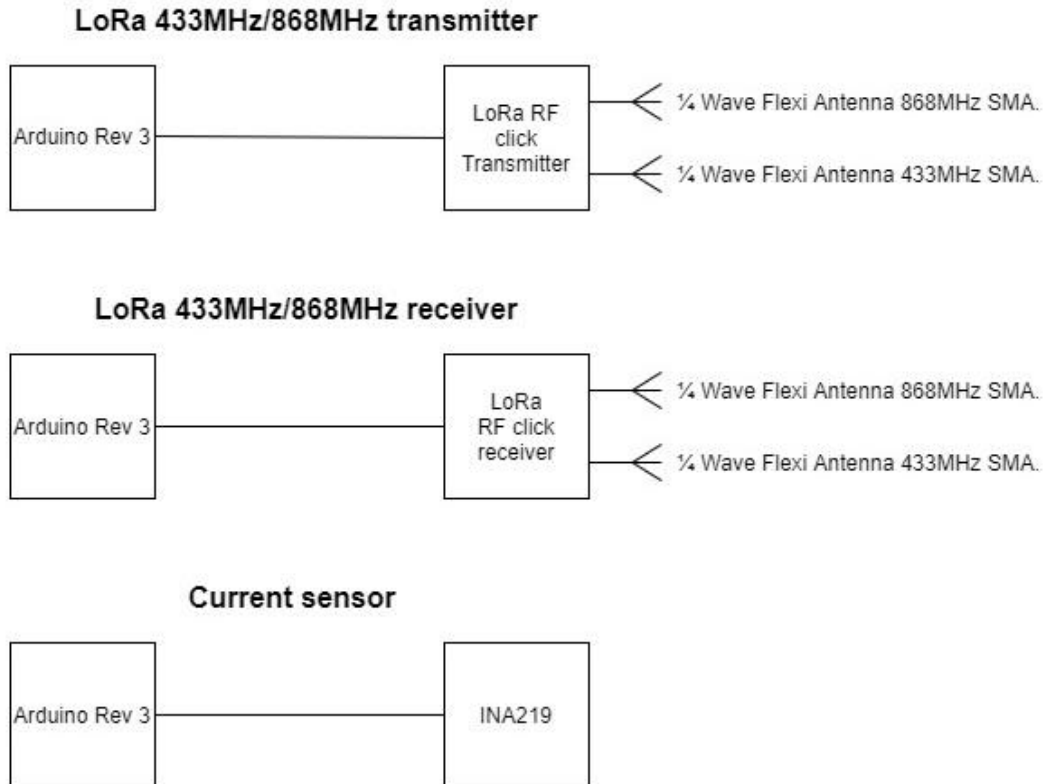 LoRa 433MHz/868MHz transmitter
Arduino Rev 3
LoRa RF
click
Transmitter
¼ Wave Flexi Antenna 868MHz SMA.
¼ Wave Flexi Antenna 433MHz SMA.
LoRa 433MHz/868MHz receiver
Arduino Rev 3
LoRa
RF click
receiver
¼ Wave Flexi Antenna 868MHz SMA.
¼ Wave Flexi Antenna 433MHz SMA.
Current sensor
Arduino Rev 3
INA219